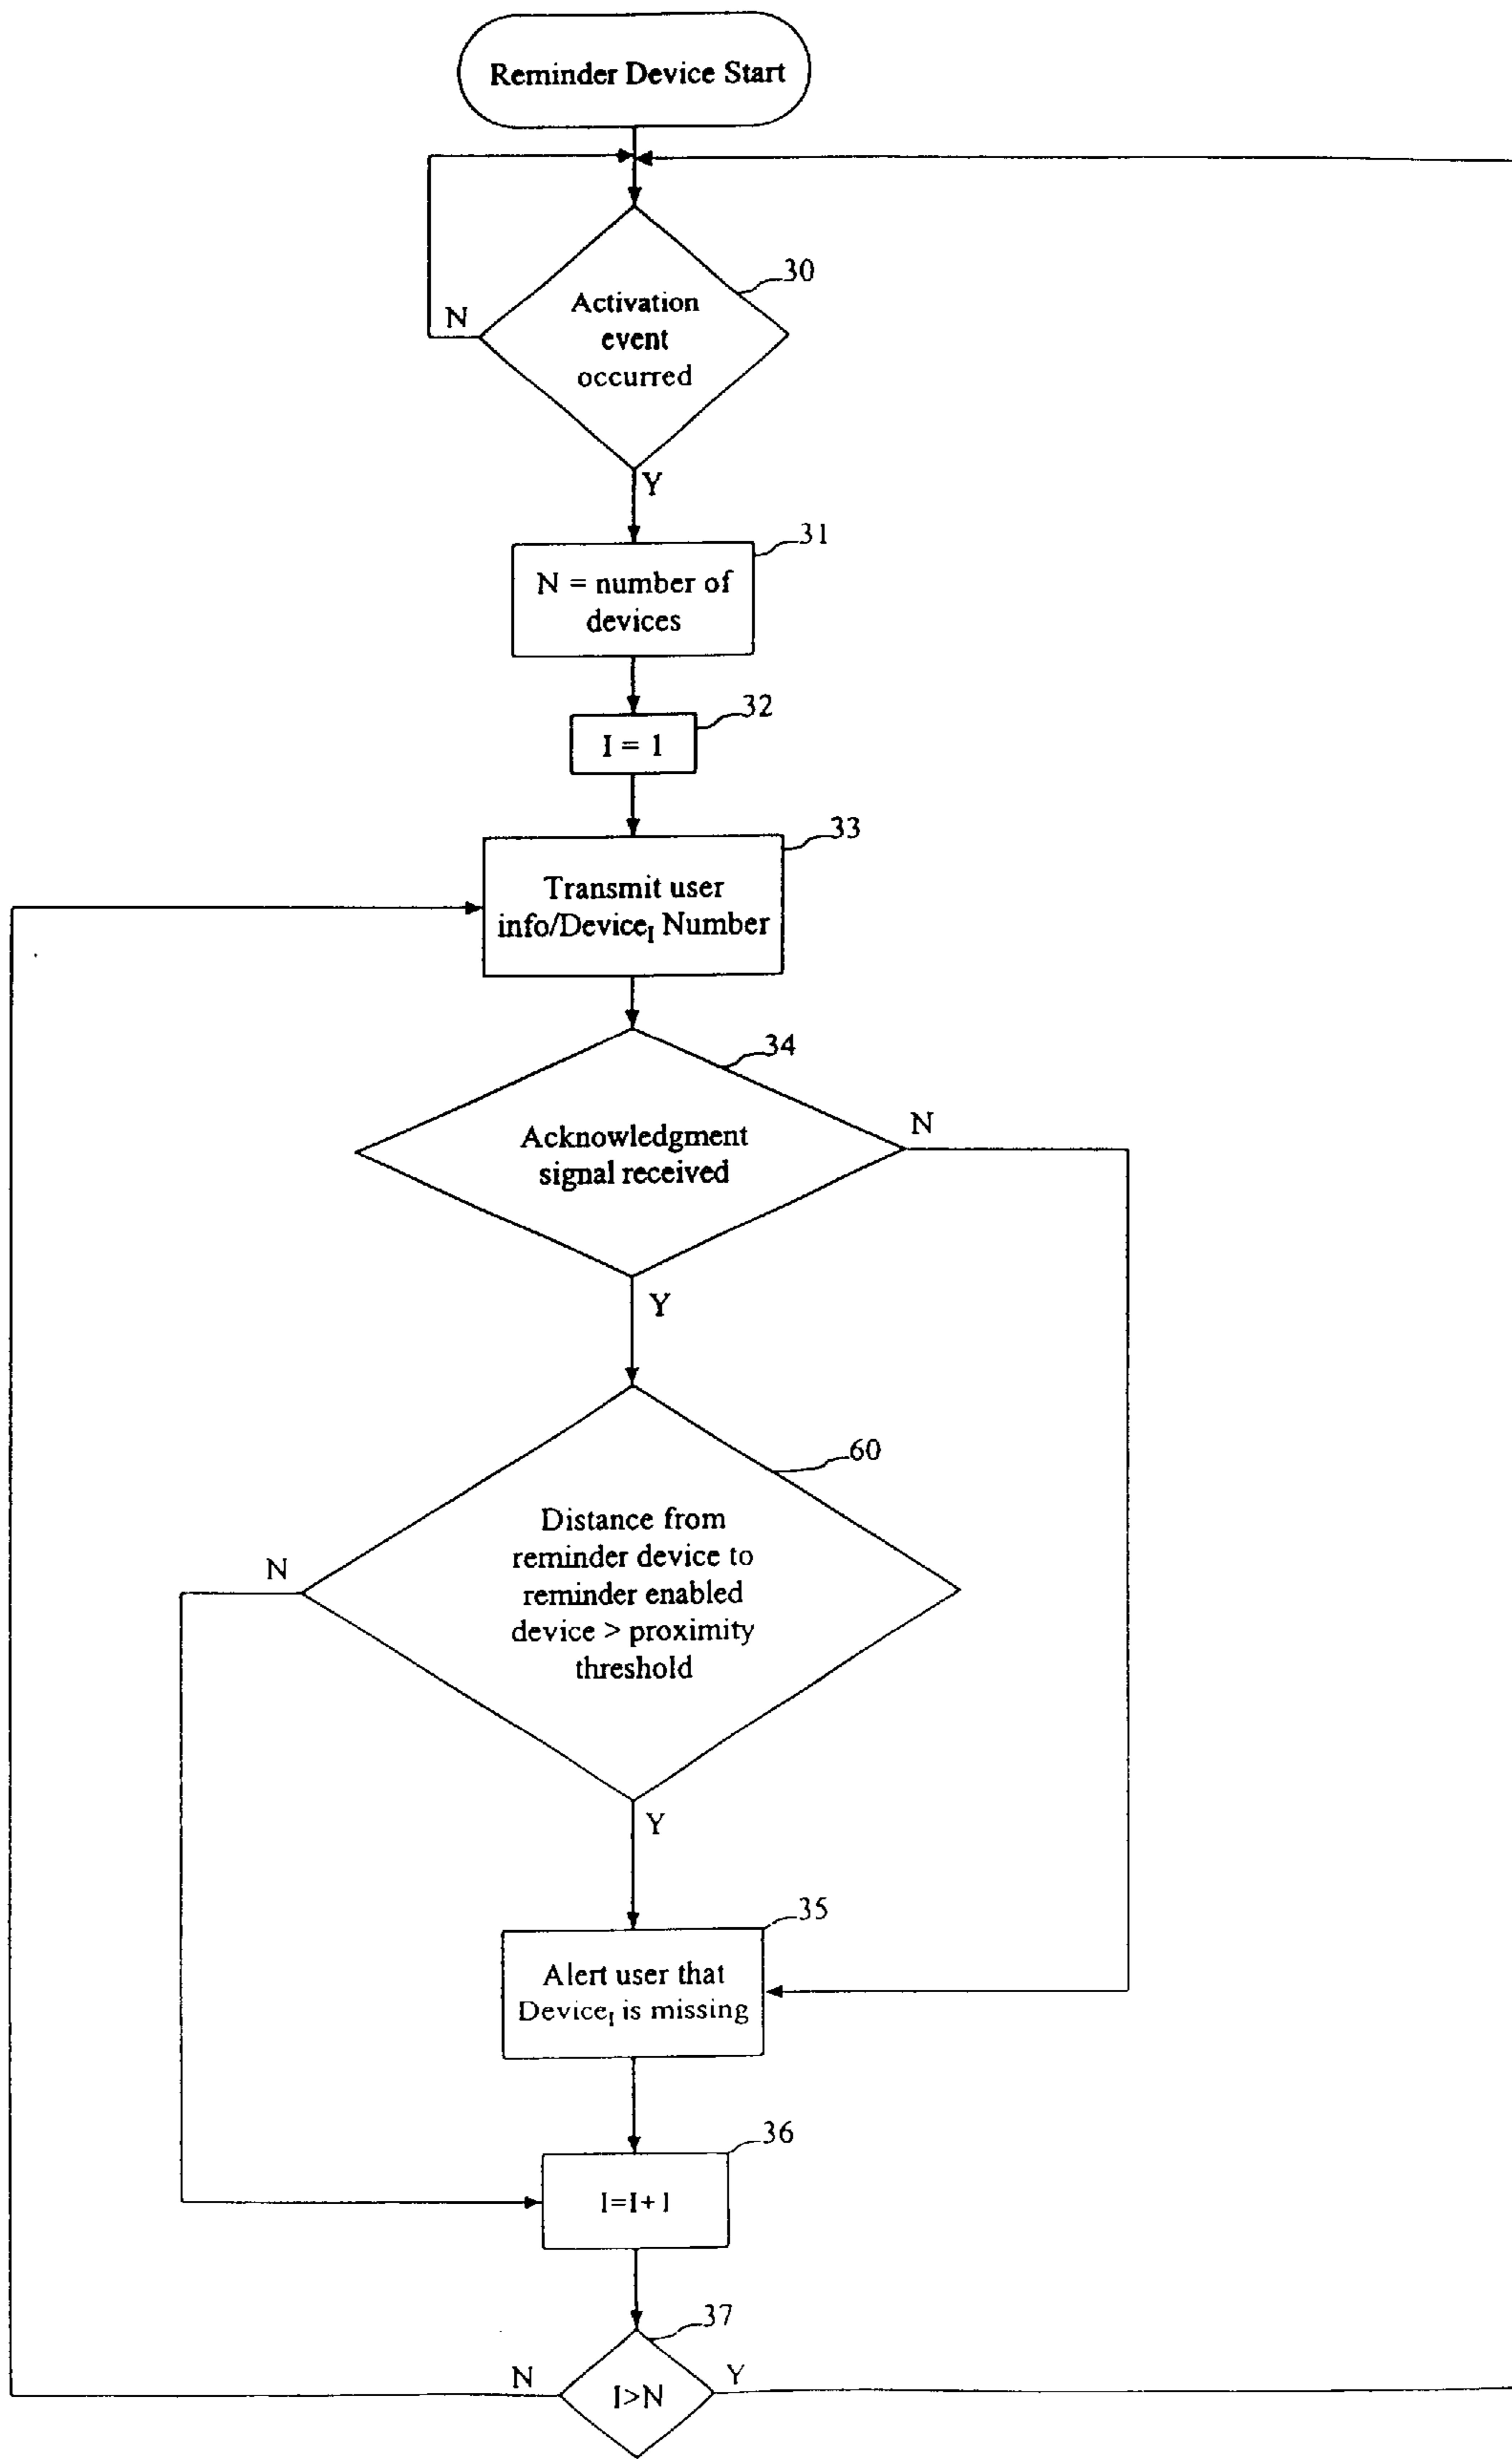 Reminder Device Start
30
Activation
event
occurred
N
Y
31
N = number of
devices
32
I = 1
33
Transmit user
info/Device_I Number
34
Acknowledgment
signal received
N
Y
60
Distance from
reminder device to
reminder enabled
device > proximity
threshold
N
Y
35
Alert user that
Device_I is missing
36
I=I+1
37
I>N
N
Y